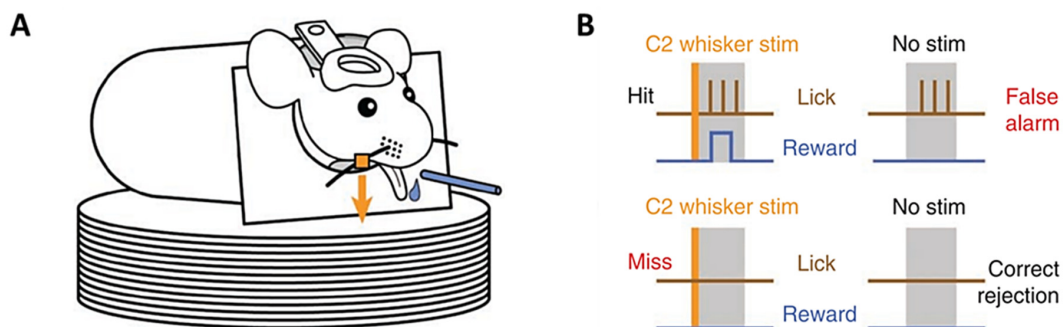 A
B
C2 whisker stim
No stim
Hit
Lick
False
alarm
Reward
C2 whisker stim
No stim
Miss
Lick
Correct
rejection
Reward